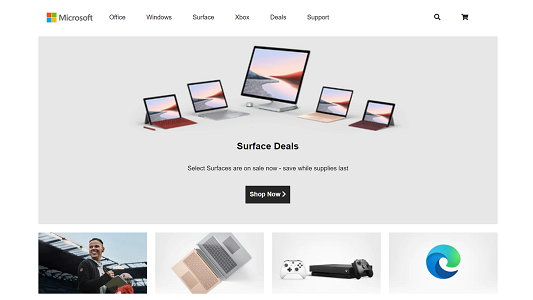 Microsoft Office Windows Surface Xbox Deals Support
Surface Deals
Select Surfaces are on sale now - save while supplies last
Shop Now